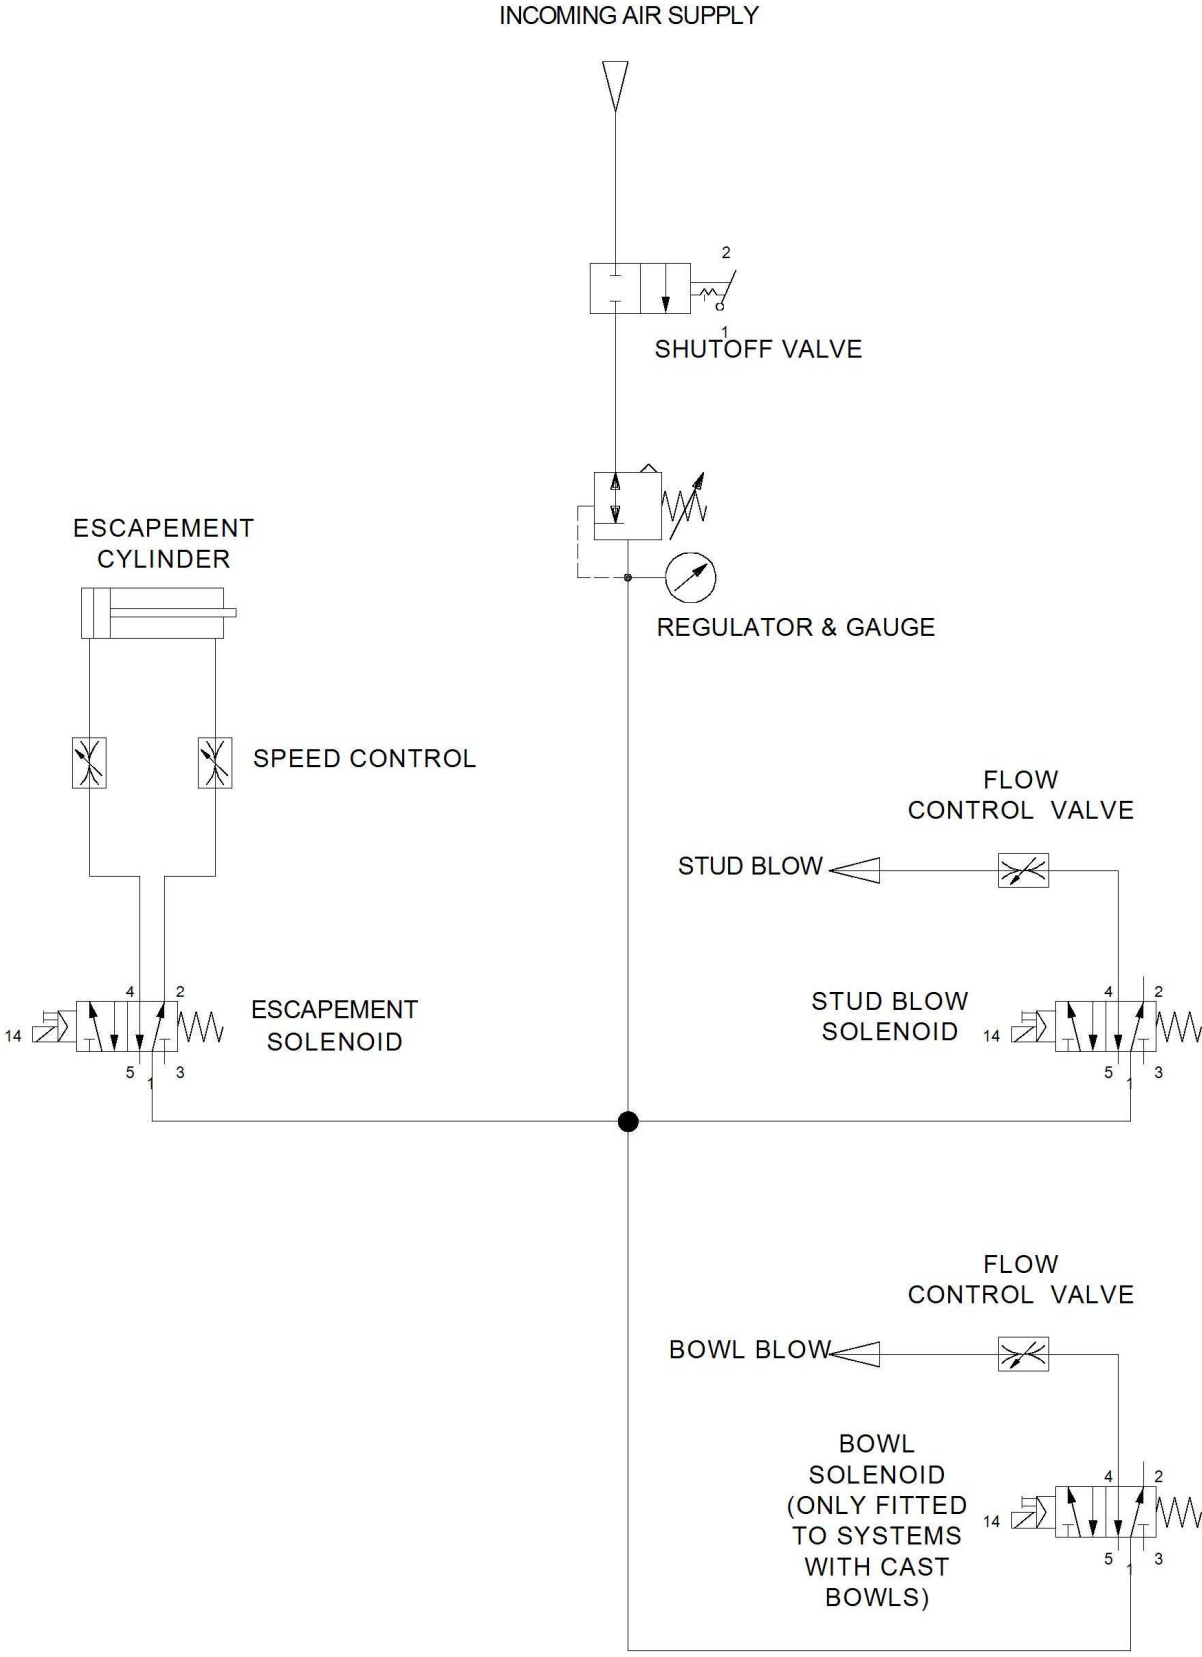 INCOMING AIR SUPPLY
2
1
SHUTOFF VALVE
ESCAPEMENT
CYLINDER
REGULATOR & GAUGE
SPEED CONTROL
FLOW
CONTROL VALVE
STUD BLOW
4 2
14
5 1 3
ESCAPEMENT
SOLENOID
STUD BLOW
SOLENOID
4 2
14
5 1 3
FLOW
CONTROL VALVE
BOWL BLOW
BOWL
SOLENOID
(ONLY FITTED
TO SYSTEMS
WITH CAST
BOWLS)
4 2
14
5 1 3